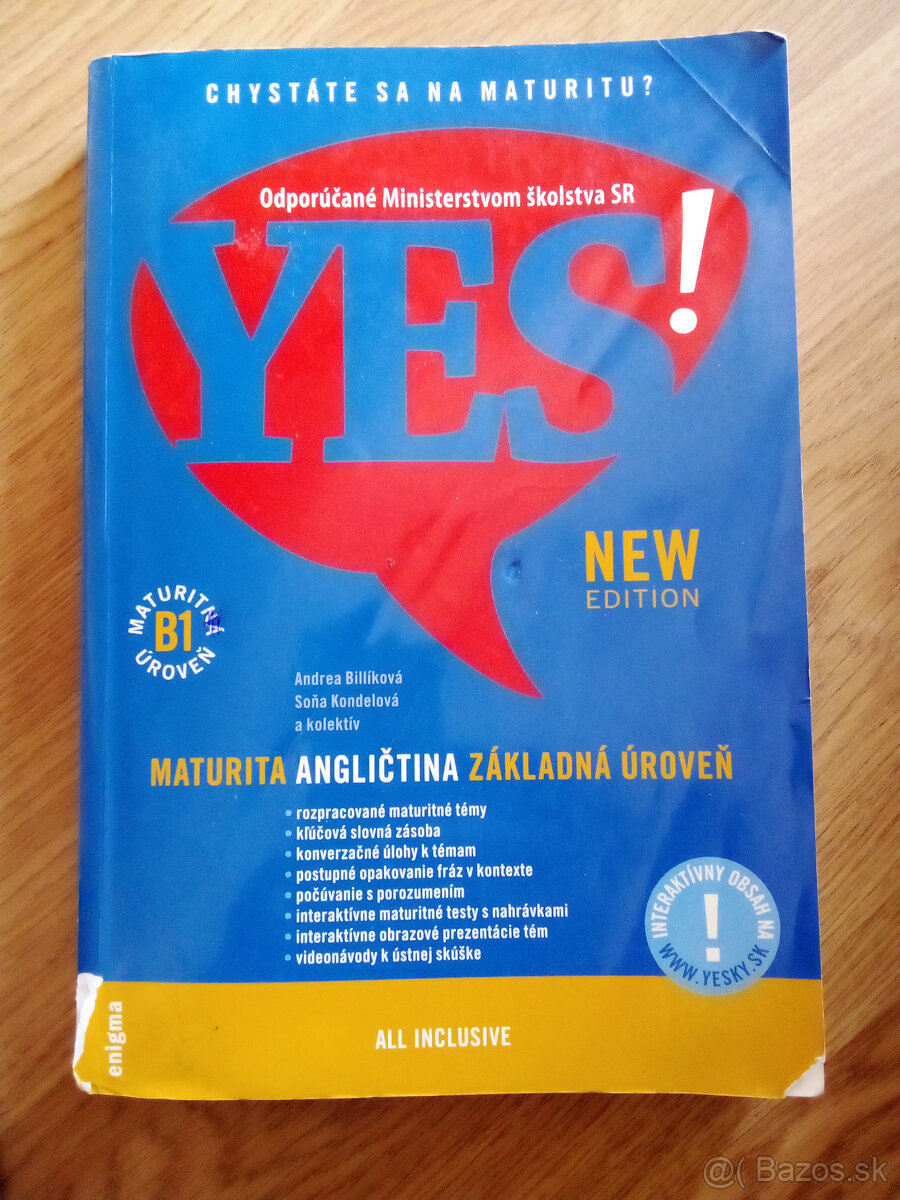 CHYSTÁTE SA NA MATURITU?
Odporúčané Ministerstvom školstva SR
YES!
NEW
EDITION
MATURITNÁ
B1
ÚROVEŇ
Andrea Billíková
Soňa Kondelová
a kolektív
MATURITA ANGLIČTINA ZÁKLADNÁ ÚROVEŇ
• rozpracované maturitné témy
• kľúčová slovná zásoba
• konverzačné úlohy k témam
• postupné opakovanie fráz v kontexte
• počúvanie s porozumením
• interaktívne maturitné testy s nahrávkami
• interaktívne obrazové prezentácie tém
• videonávody k ústnej skúške
INTERAKTÍVNY OBSAH NA
!
WWW.YESKY.SK
enigma
ALL INCLUSIVE
@( Bazos.sk